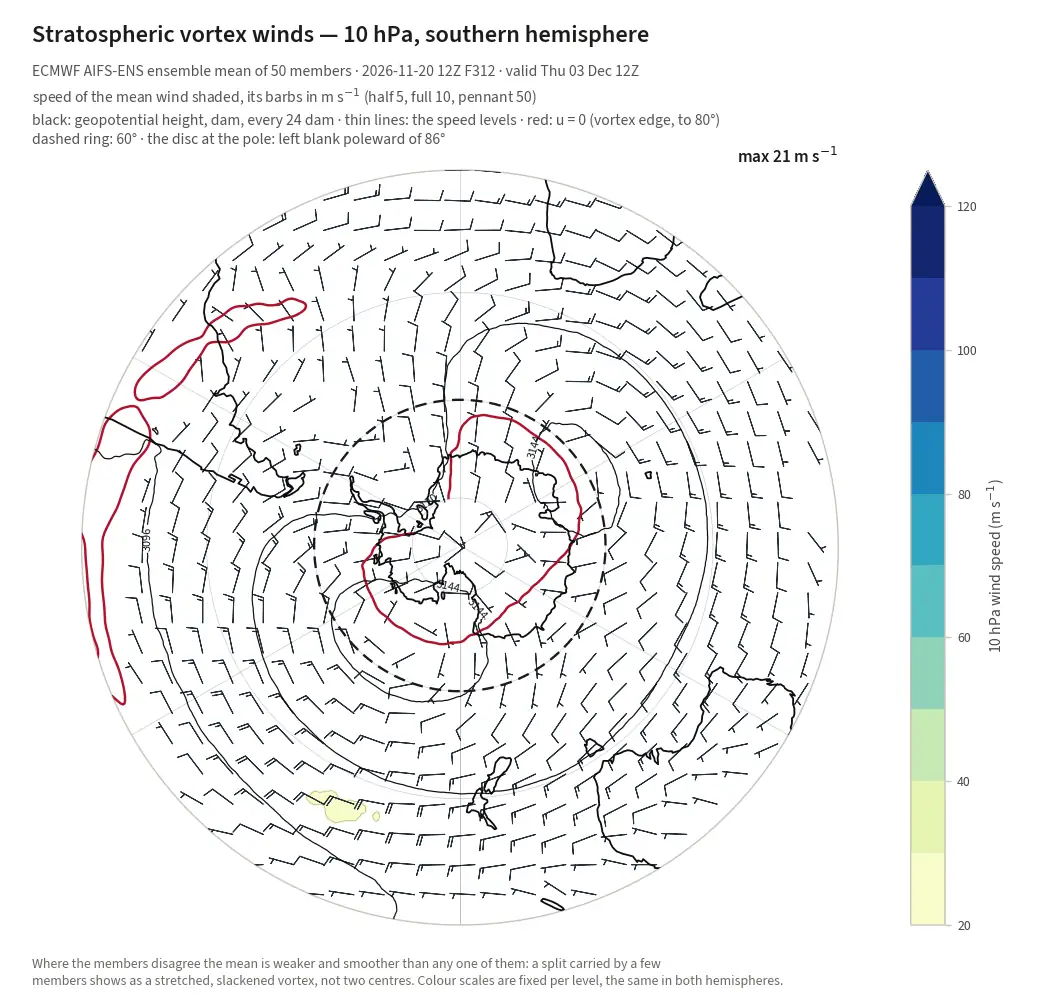 Stratospheric vortex winds — 10 hPa, southern hemisphere
ECMWF AIFS-ENS ensemble mean of 50 members · 2026-11-20 12Z F312 · valid Thu 03 Dec 12Z
speed of the mean wind shaded, its barbs in m s⁻¹ (half 5, full 10, pennant 50)
black: geopotential height, dam, every 24 dam · thin lines: the speed levels · red: u = 0 (vortex edge, to 80°)
dashed ring: 60° · the disc at the pole: left blank poleward of 86°
max 21 m s⁻¹
120
100
80
60
40
20
10 hPa wind speed (m s⁻¹)
3144
3096
3144
3144
Where the members disagree the mean is weaker and smoother than any one of them: a split carried by a few
members shows as a stretched, slackened vortex, not two centres. Colour scales are fixed per level, the same in both hemispheres.